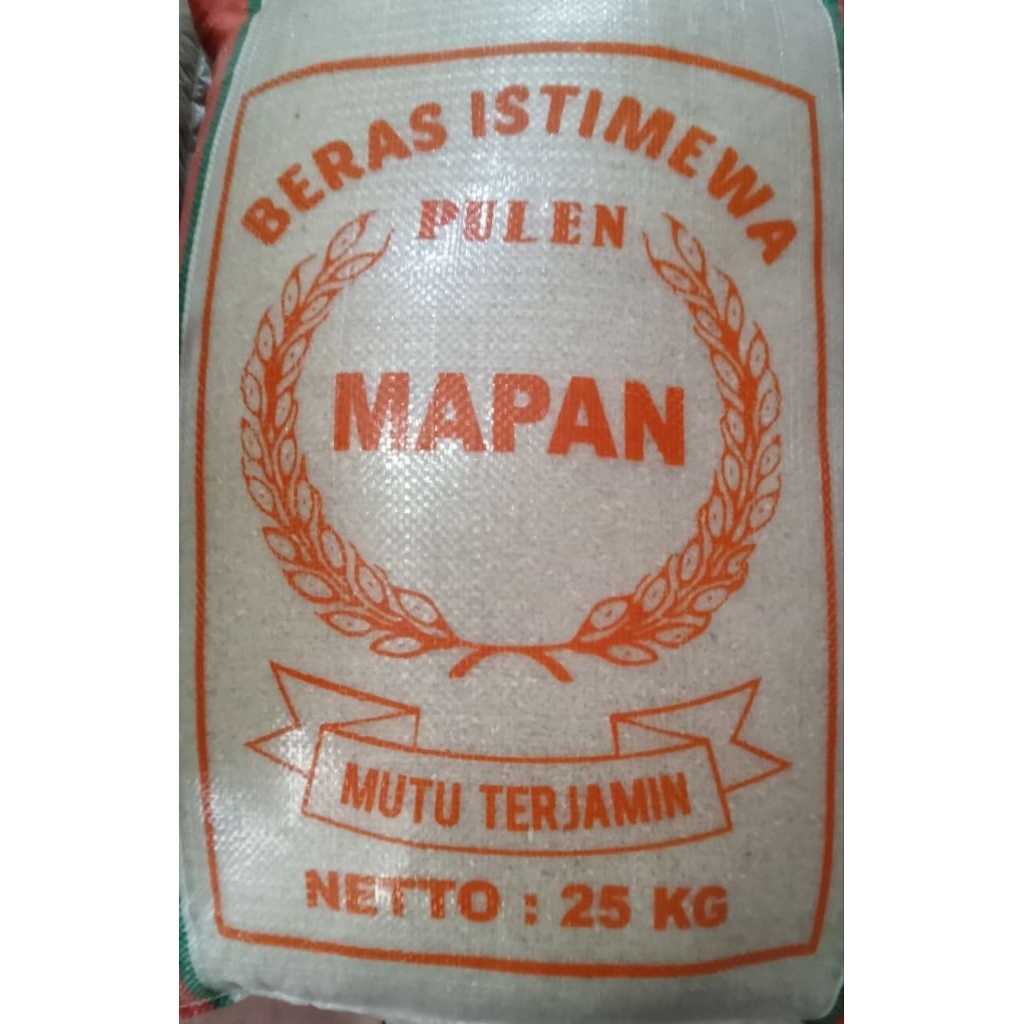 BERAS ISTIMEWA
PULEN
MAPAN
MUTU TERJAMIN
NETTO : 25 KG